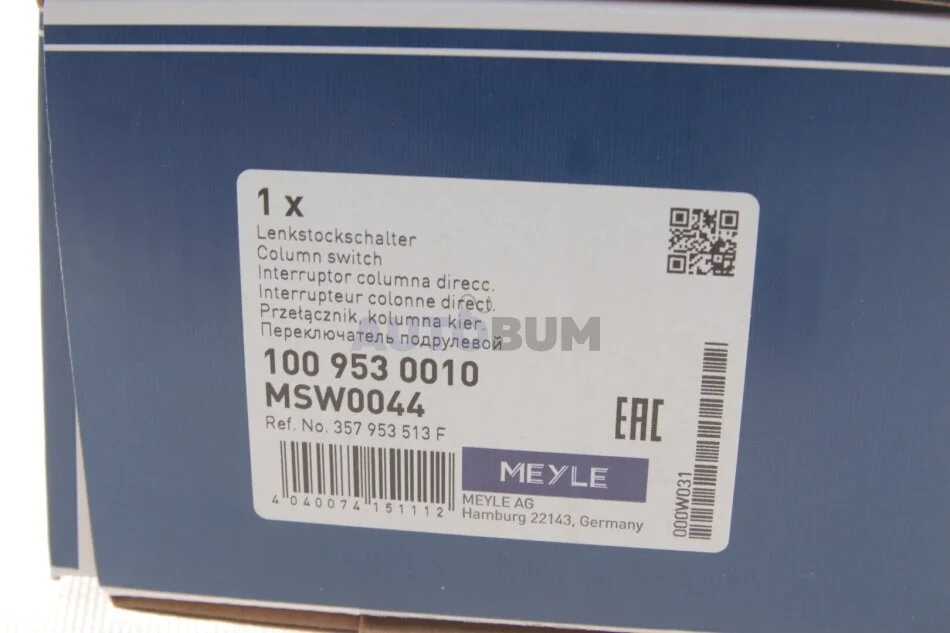 1 x
Lenkstockschalter
Column switch
Interruptor columna direcc.
Interrupteur colonne direct.
Przełącznik, kolumna kier.
Переключатель подрулевой
AUTOBUM
100 953 0010
MSW0044
Ref. No. 357 953 513 F
EAC
4 040074 151112
MEYLE
MEYLE AG
Hamburg 22143, Germany
000W031